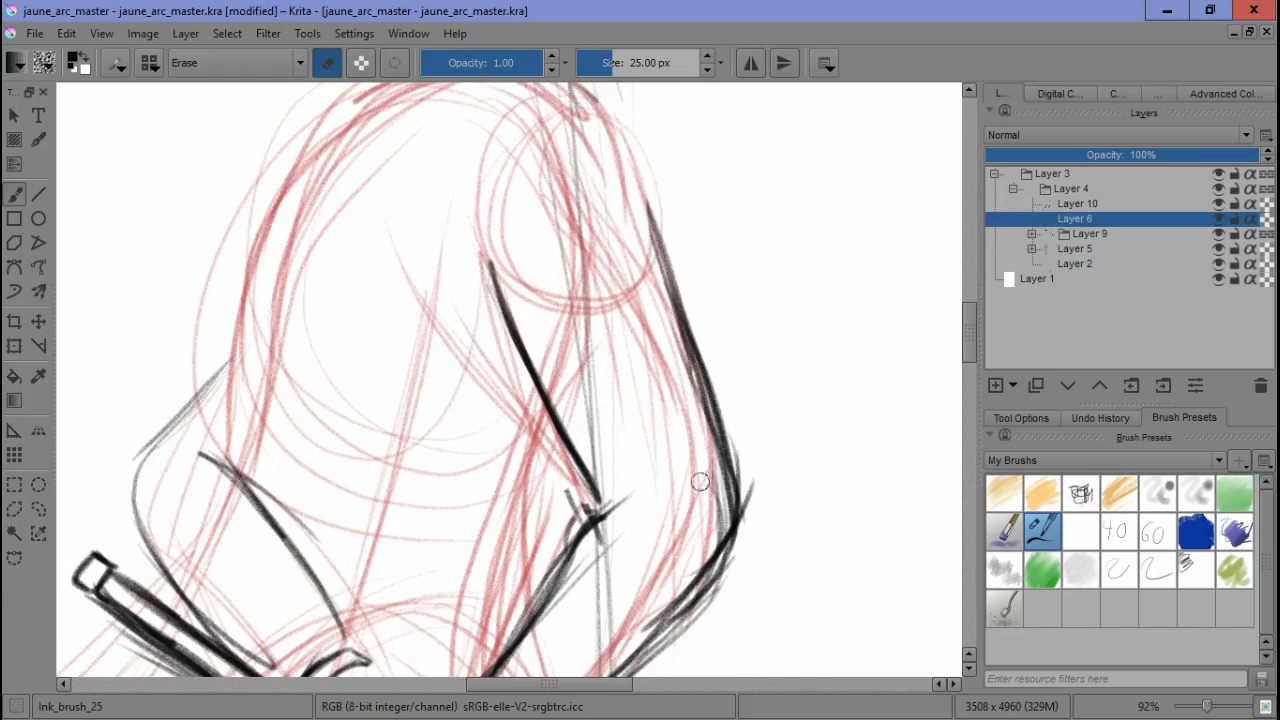 jaune_arc_master - jaune_arc_master.kra [modified] – Krita - [jaune_arc_master - jaune_arc_master.kra]
File Edit View Image Layer Select Filter Tools Settings Window Help
Erase
Opacity: 1.00
Size: 25.00 px
T...
L...
Digital C...
C...
...
Advanced Col...
Layers
Normal
Opacity: 100%
Layer 3
Layer 4
Layer 10
Layer 6
Layer 9
Layer 5
Layer 2
Layer 1
Tool Options
Undo History
Brush Presets
Brush Presets
My Brushs
40 60
Enter resource filters here
Ink_brush_25
RGB (8-bit integer/channel) sRGB-elle-V2-srgbtrc.icc
3508 x 4960 (329M)
92%